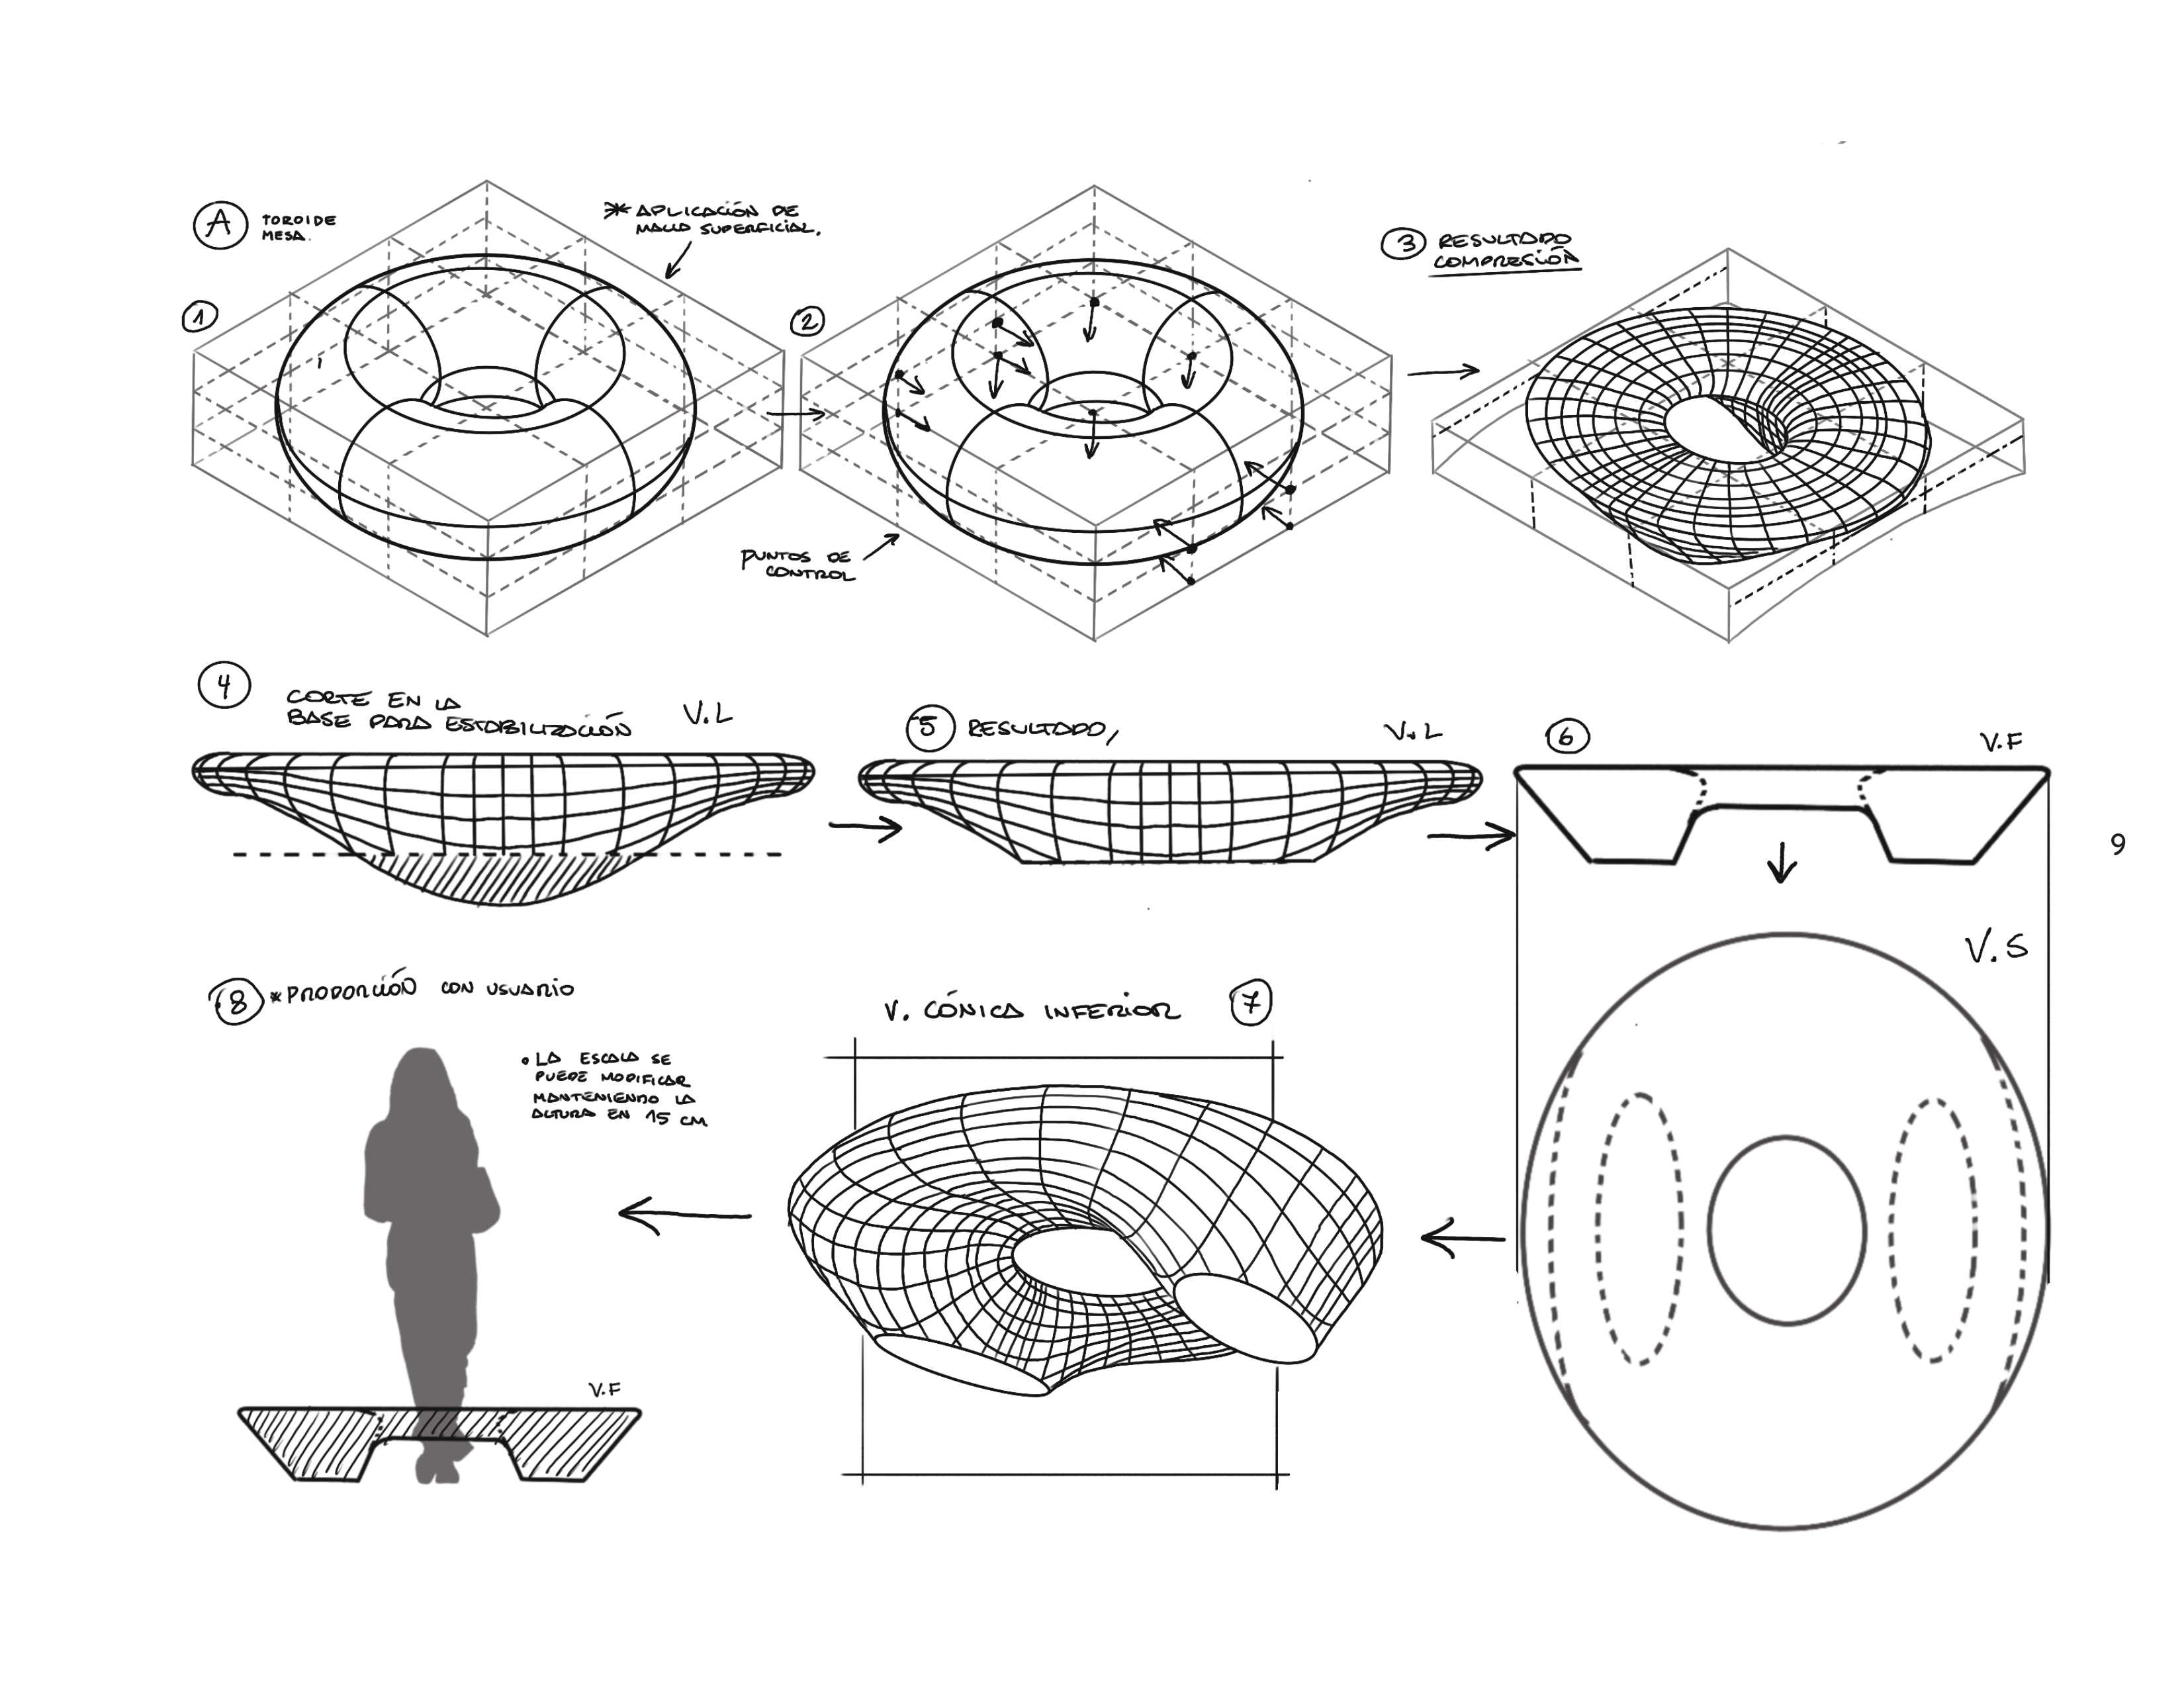 A TOROIDE
MESA.
* APLICACIÓN DE
MALLA SUPERFICIAL.
1
2
PUNTOS DE
CONTROL
3 RESULTADO
COMPRESIÓN
4 CORTE EN LA
BASE PARA ESTABILIZACIÓN V.L
5 RESULTADO, V.L
6 V.F
9
V.S
V. CÓNICA INFERIOR 7
8 *PROPORCIÓN CON USUARIO
• LA ESCALA SE
PUEDE MODIFICAR
MANTENIENDO LA
ALTURA EN 15 CM
V.F